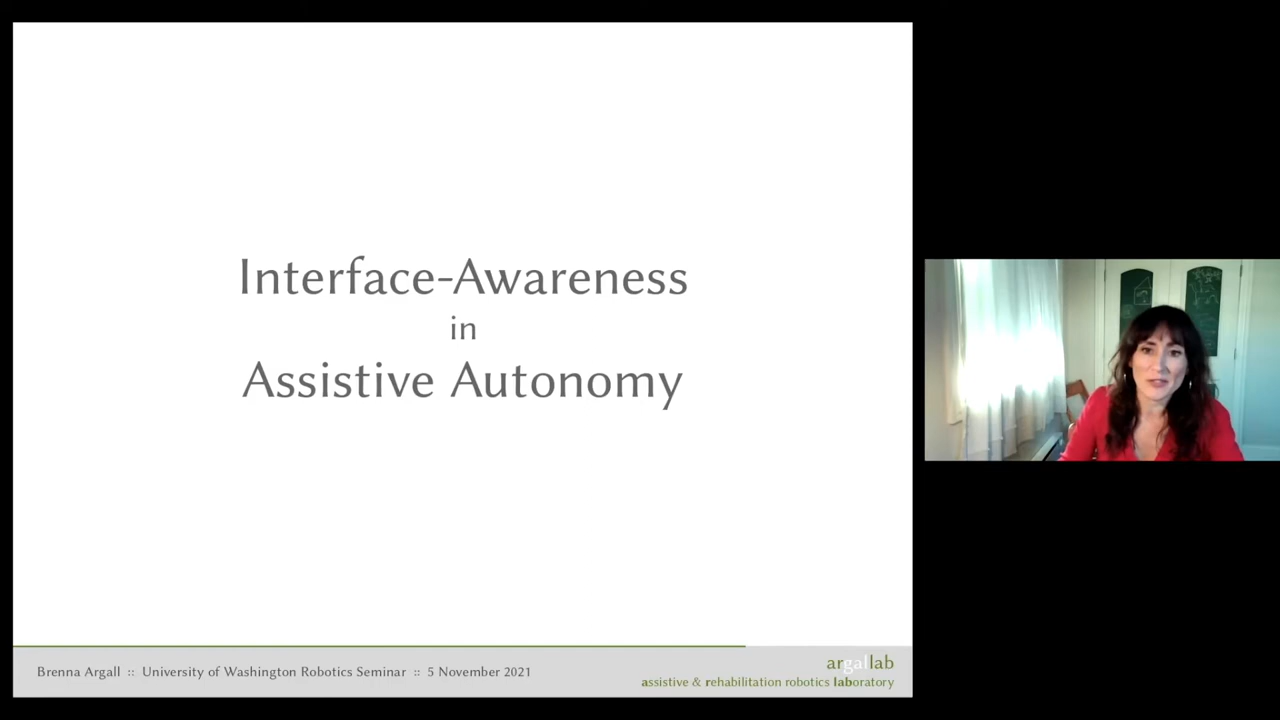 Interface-Awareness
in
Assistive Autonomy
Brenna Argall :: University of Washington Robotics Seminar :: 5 November 2021
argallab
assistive & rehabilitation robotics laboratory